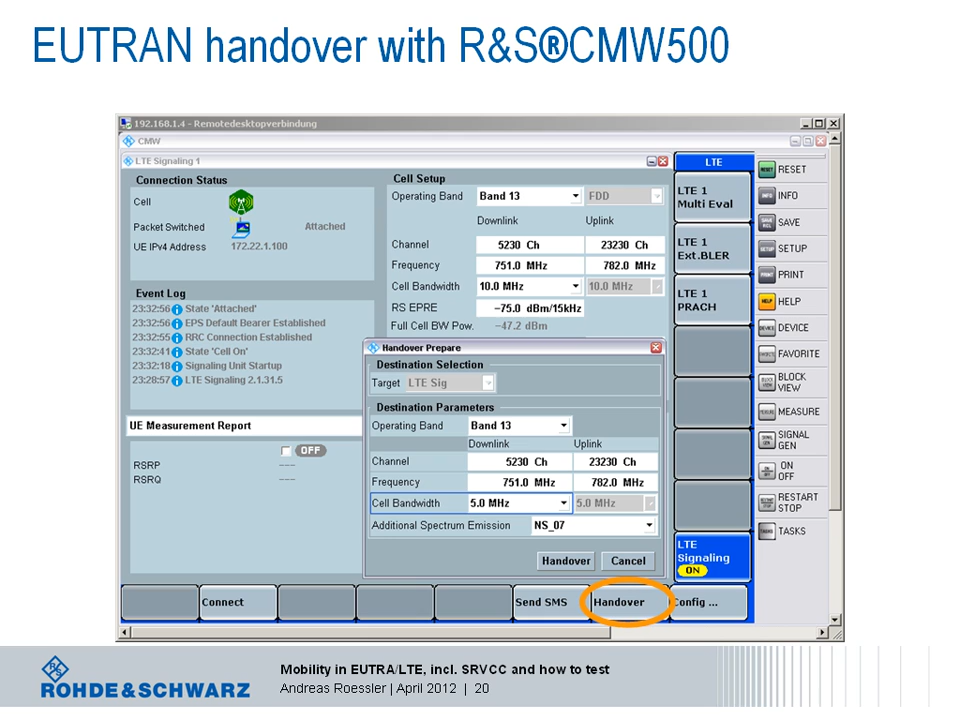 EUTRAN handover with R&S®CMW500
192.168.1.4 - Remotedesktopverbindung
CMW
LTE Signaling 1
Connection Status
Cell
Packet Switched Attached
UE IPv4 Address 172.22.1.100
Event Log
23:32:56 State 'Attached'
23:32:56 EPS Default Bearer Established
23:32:55 RRC Connection Established
23:32:41 State 'Cell On'
23:32:18 Signaling Unit Startup
23:28:57 LTE Signaling 2.1.31.5
UE Measurement Report
OFF
RSRP ---
RSRQ ---
Cell Setup
Operating Band Band 13 FDD
Downlink Uplink
Channel 5230 Ch 23230 Ch
Frequency 751.0 MHz 782.0 MHz
Cell Bandwidth 10.0 MHz 10.0 MHz
RS EPRE -75.0 dBm/15kHz
Full Cell BW Pow. -47.2 dBm
Handover Prepare
Destination Selection
Target LTE Sig
Destination Parameters
Operating Band Band 13
Downlink Uplink
Channel 5230 Ch 23230 Ch
Frequency 751.0 MHz 782.0 MHz
Cell Bandwidth 5.0 MHz 5.0 MHz
Additional Spectrum Emission NS_07
Handover Cancel
LTE
LTE 1
Multi Eval
LTE 1
Ext.BLER
LTE 1
PRACH
LTE
Signaling
ON
RESET
INFO
SAVE
SETUP
PRINT
HELP
DEVICE
FAVORITE
BLOCK
VIEW
MEASURE
SIGNAL
GEN
ON
OFF
RESTART
STOP
TASKS
Connect Send SMS Handover Config ...
R&S
ROHDE&SCHWARZ
Mobility in EUTRA/LTE, incl. SRVCC and how to test
Andreas Roessler | April 2012 | 20